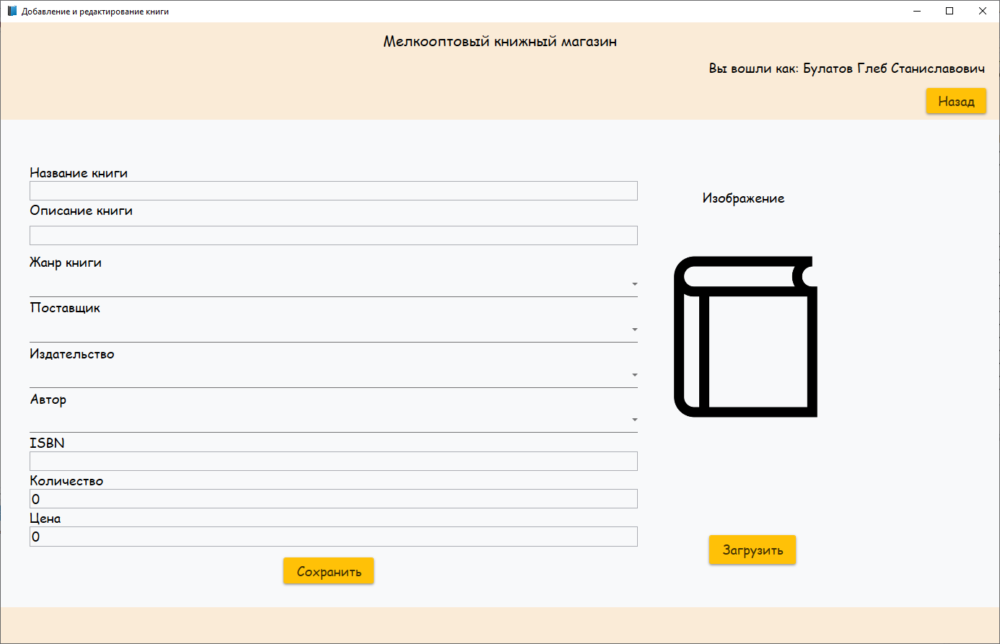 Добавление и редактирование книги
Мелкооптовый книжный магазин
Вы вошли как: Булатов Глеб Станиславович
Назад
Название книги
Описание книги
Жанр книги
Поставщик
Издательство
Автор
ISBN
Количество
0
Цена
0
Сохранить
Изображение
Загрузить